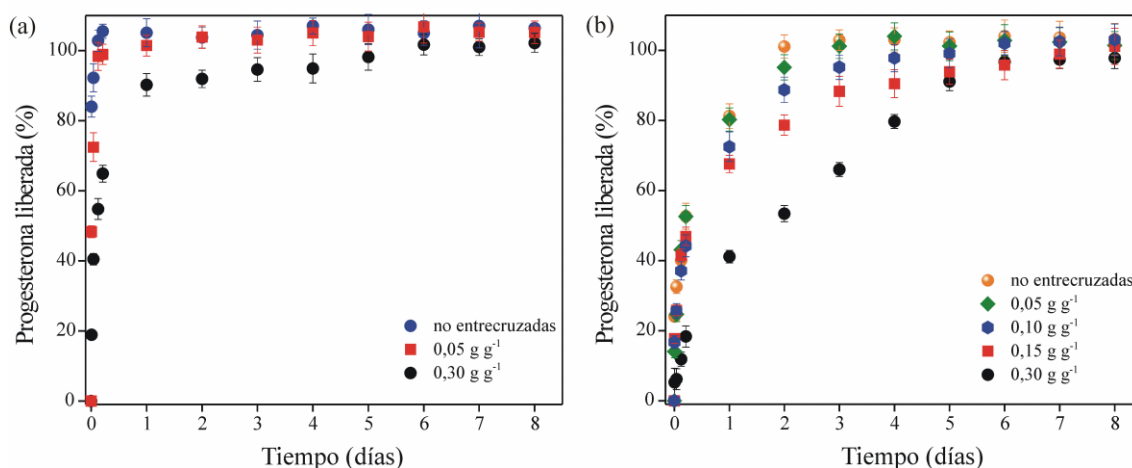 (a)
Progesterona liberada (%)
100
80
60
40
20
0
no entrecruzadas
0,05 g g⁻¹
0,30 g g⁻¹
0 1 2 3 4 5 6 7 8
Tiempo (días)
(b)
Progesterona liberada (%)
100
80
60
40
20
0
no entrecruzadas
0,05 g g⁻¹
0,10 g g⁻¹
0,15 g g⁻¹
0,30 g g⁻¹
0 1 2 3 4 5 6 7 8
Tiempo (días)